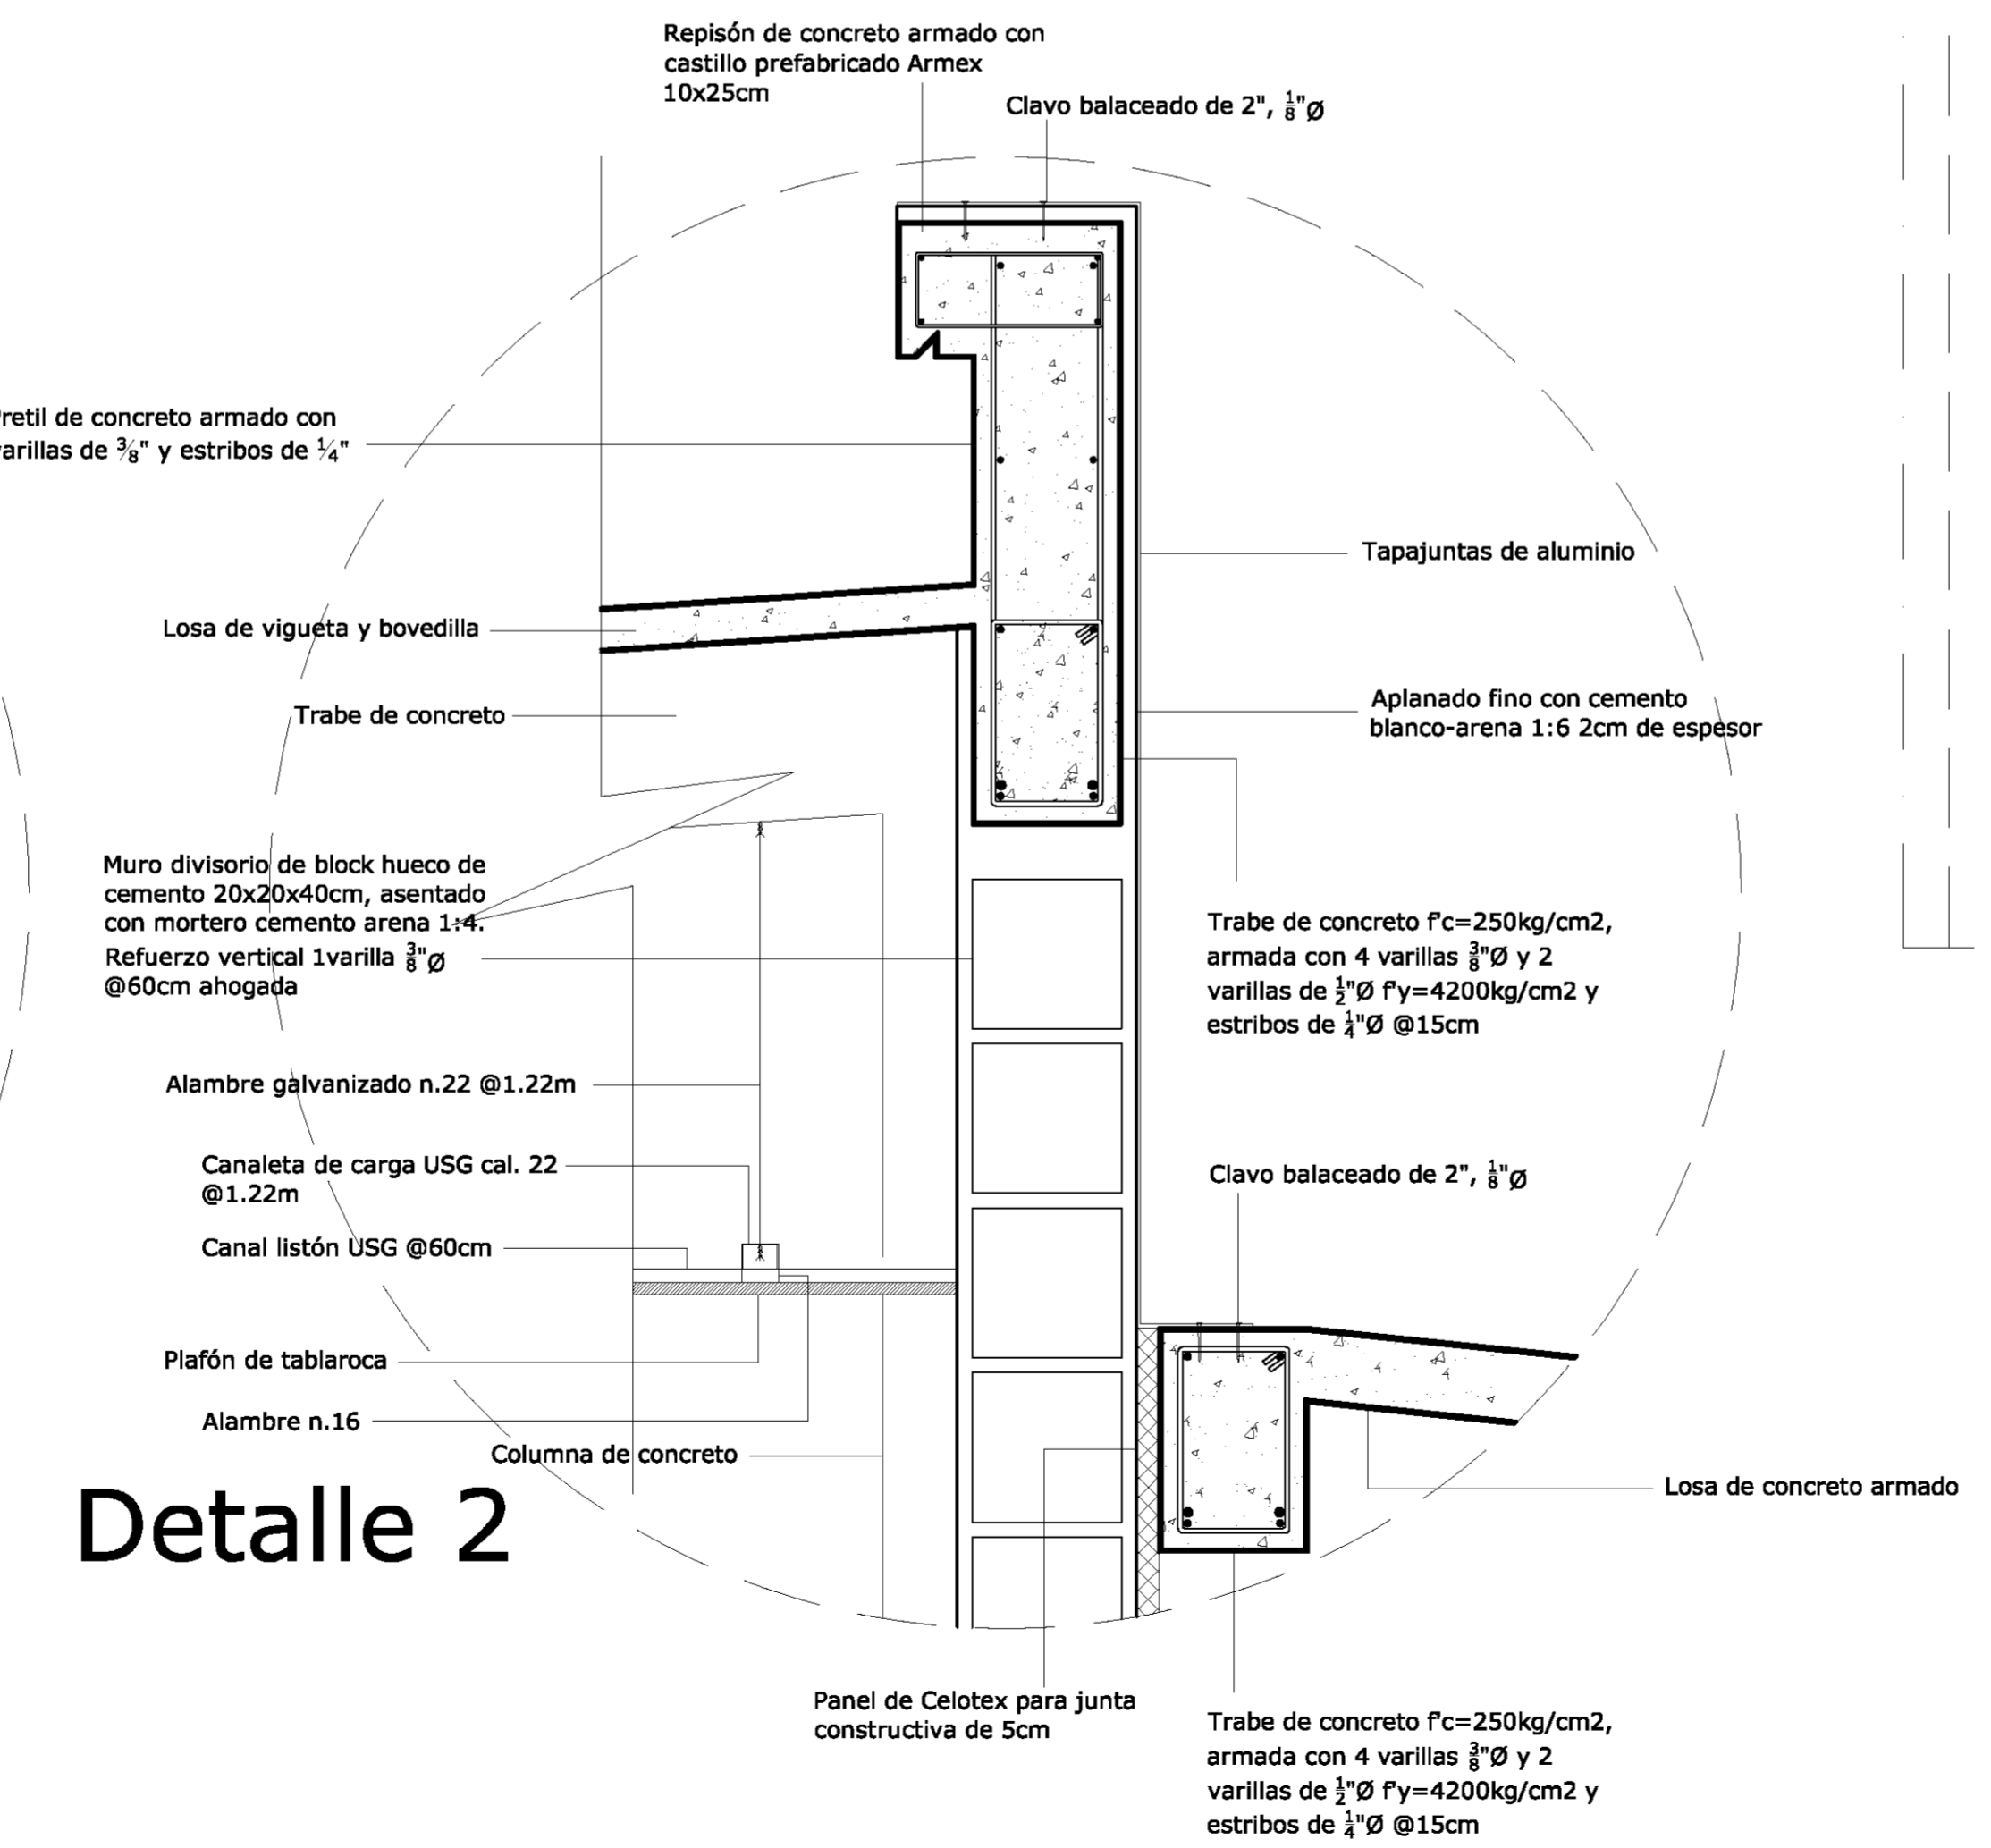 Repisón de concreto armado con
castillo prefabricado Armex
10x25cm
Clavo balaceado de 2", 1/8"Ø
retil de concreto armado con
arillas de 3/8" y estribos de 1/4"
Losa de vigueta y bovedilla
Trabe de concreto
Muro divisorio de block hueco de
cemento 20x20x40cm, asentado
con mortero cemento arena 1:4.
Refuerzo vertical 1varilla 3/8"Ø
@60cm ahogada
Alambre galvanizado n.22 @1.22m
Canaleta de carga USG cal. 22
@1.22m
Canal listón USG @60cm
Plafón de tablaroca
Alambre n.16
Columna de concreto
Detalle 2
Tapajuntas de aluminio
Aplanado fino con cemento
blanco-arena 1:6 2cm de espesor
Trabe de concreto f'c=250kg/cm2,
armada con 4 varillas 3/8"Ø y 2
varillas de 1/2"Ø f'y=4200kg/cm2 y
estribos de 1/4"Ø @15cm
Clavo balaceado de 2", 1/8"Ø
Losa de concreto armado
Panel de Celotex para junta
constructiva de 5cm
Trabe de concreto f'c=250kg/cm2,
armada con 4 varillas 3/8"Ø y 2
varillas de 1/2"Ø f'y=4200kg/cm2 y
estribos de 1/4"Ø @15cm